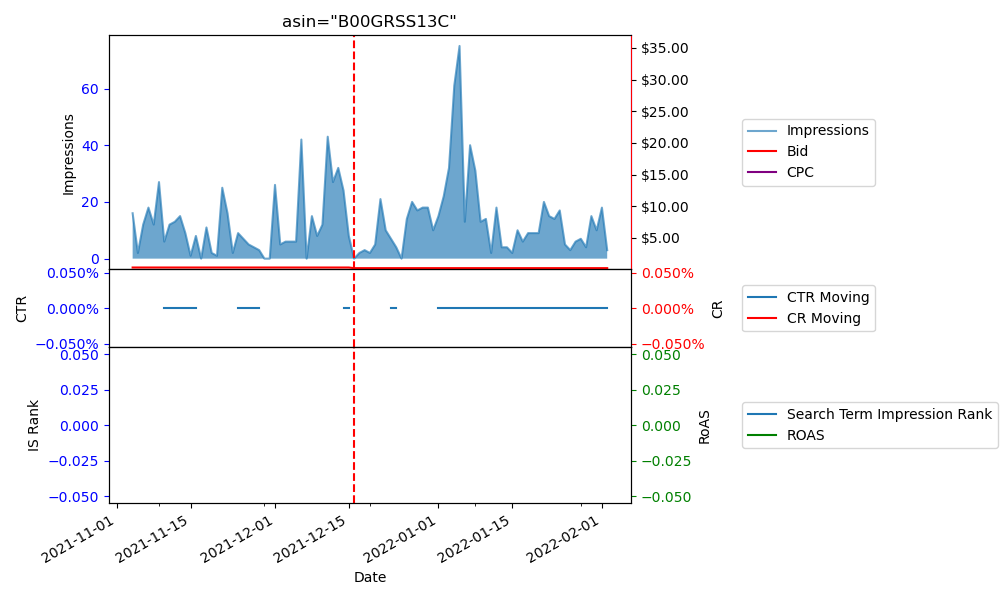 asin="B00GRSS13C"
Impressions
60
40
20
0
$35.00
$30.00
$25.00
$20.00
$15.00
$10.00
$5.00
Impressions
Bid
CPC
CTR
0.050%
0.000%
−0.050%
0.050%
0.000%
−0.050%
CR
CTR Moving
CR Moving
IS Rank
0.050
0.025
0.000
−0.025
−0.050
0.050
0.025
0.000
−0.025
−0.050
RoAS
Search Term Impression Rank
ROAS
2021-11-01
2021-11-15
2021-12-01
2021-12-15
2022-01-01
2022-01-15
2022-02-01
Date